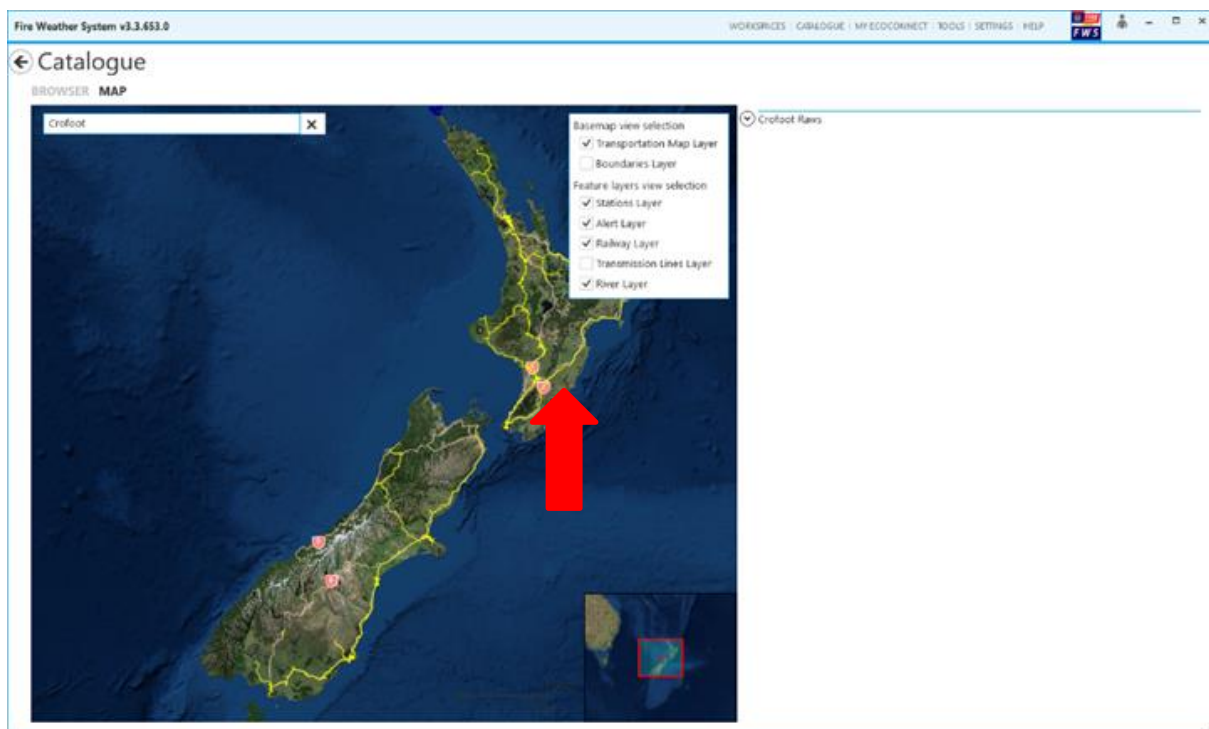 Fire Weather System v3.3.653.0
WORKSPACES CATALOGUE MY ECOCONNECT TOOLS SETTINGS HELP
FWS
Catalogue
BROWSER MAP
Crofoot
Basemap view selection
Transportation Map Layer
Boundaries Layer
Feature layers view selection
Stations Layer
Alert Layer
Railway Layer
Transmission Lines Layer
River Layer
Crofoot Raws